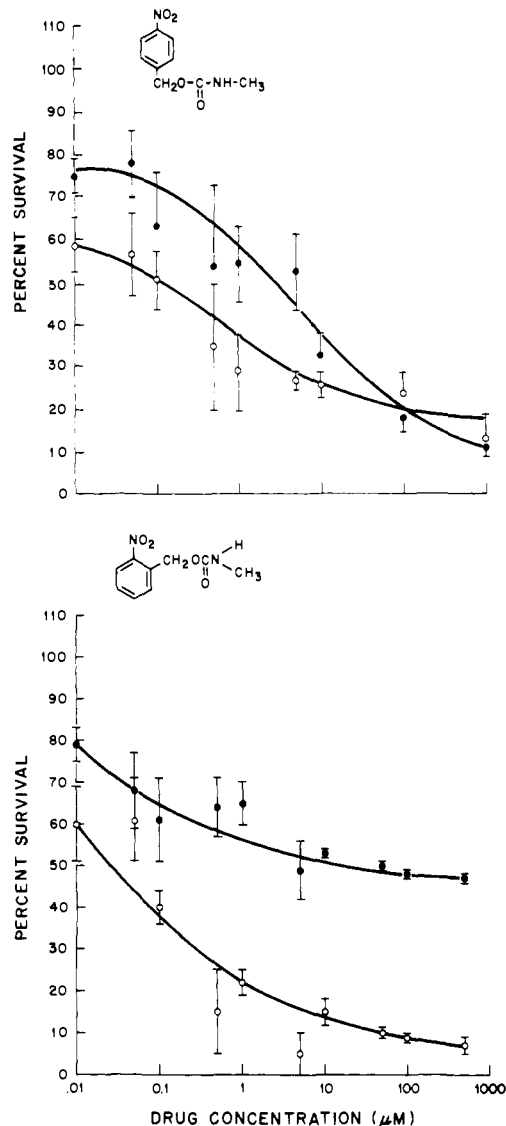 110
100
90
80
70
60
50
40
30
20
10
0
PERCENT SURVIVAL
NO₂
CH₂O-C-NH-CH₃
O
110
100
90
80
70
60
50
40
30
20
10
0
PERCENT SURVIVAL
NO₂
H
CH₂OCN
CH₃
O
.01
0.1
1
10
100
1000
DRUG CONCENTRATION (μM)